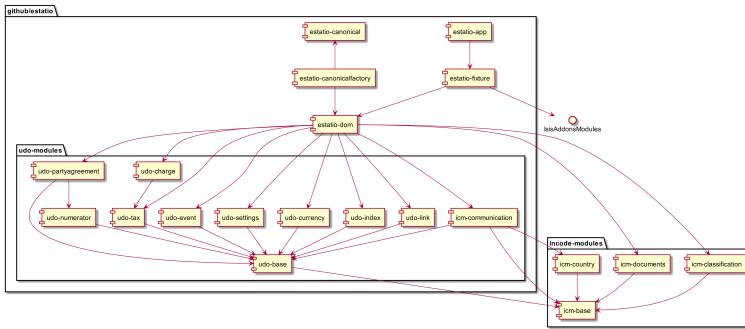 github/estatio
estatio-canonical
estatio-app
estatio-canonicalfactory
estatio-fixture
estatio-dom
IsisAddonsModules
udo-modules
udo-partyagreement
udo-charge
udo-numerator
udo-tax
udo-event
udo-settings
udo-currency
udo-index
udo-link
icm-communication
incode-modules
udo-base
icm-country
icm-documents
icm-classification
icm-base